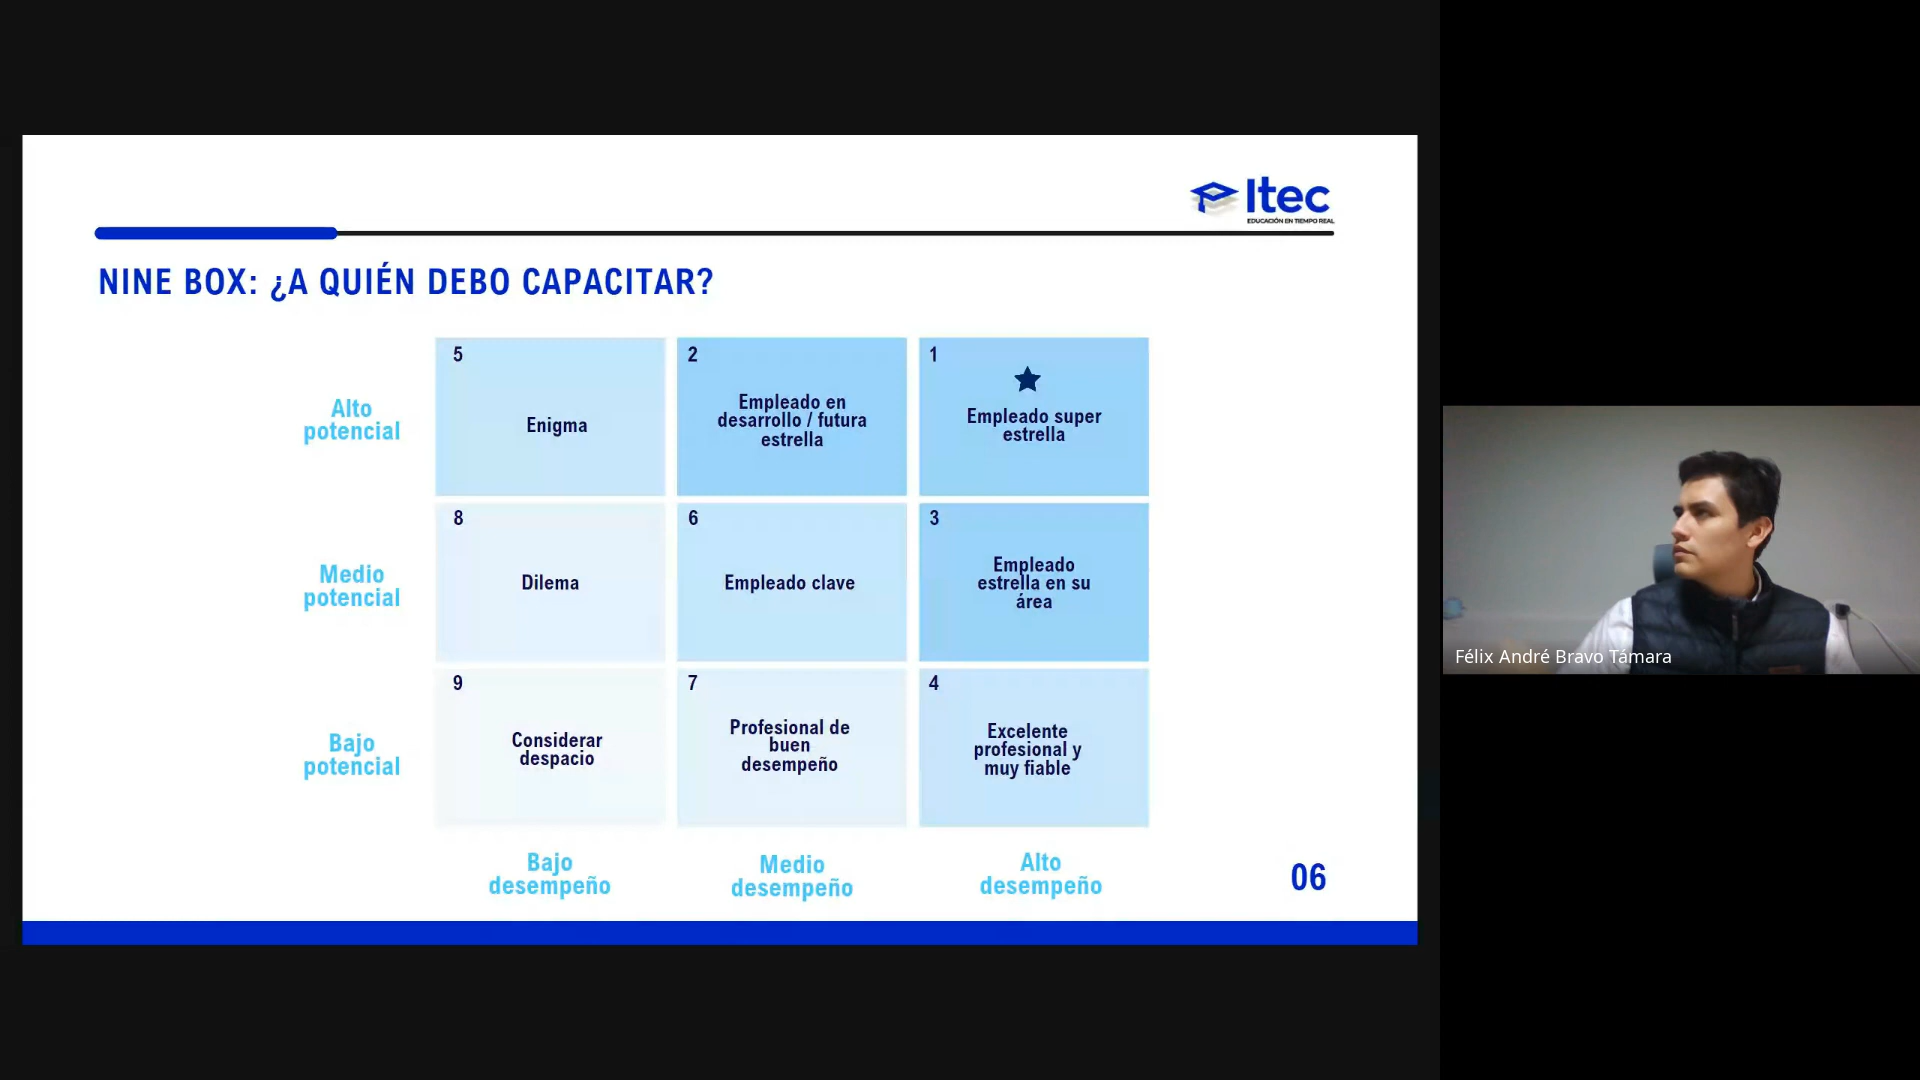 Itec
EDUCACIÓN EN TIEMPO REAL
NINE BOX: ¿A QUIÉN DEBO CAPACITAR?
Alto
potencial
5
Enigma
2
Empleado en
desarrollo / futura
estrella
1
Empleado super
estrella
Medio
potencial
8
Dilema
6
Empleado clave
3
Empleado
estrella en su
área
Bajo
potencial
9
Considerar
despacio
7
Profesional de
buen
desempeño
4
Excelente
profesional y
muy fiable
Bajo
desempeño
Medio
desempeño
Alto
desempeño
06
Félix André Bravo Támara